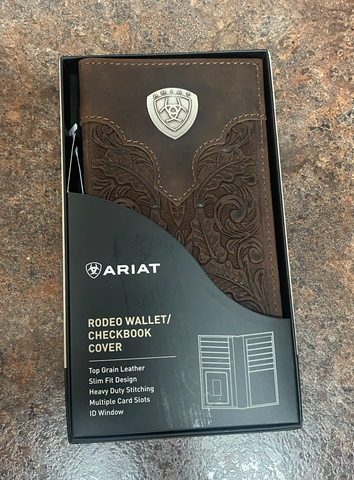 ARIAT
ARIAT
RODEO WALLET/
CHECKBOOK
COVER
Top Grain Leather
Slim Fit Design
Heavy Duty Stitching
Multiple Card Slots
ID Window